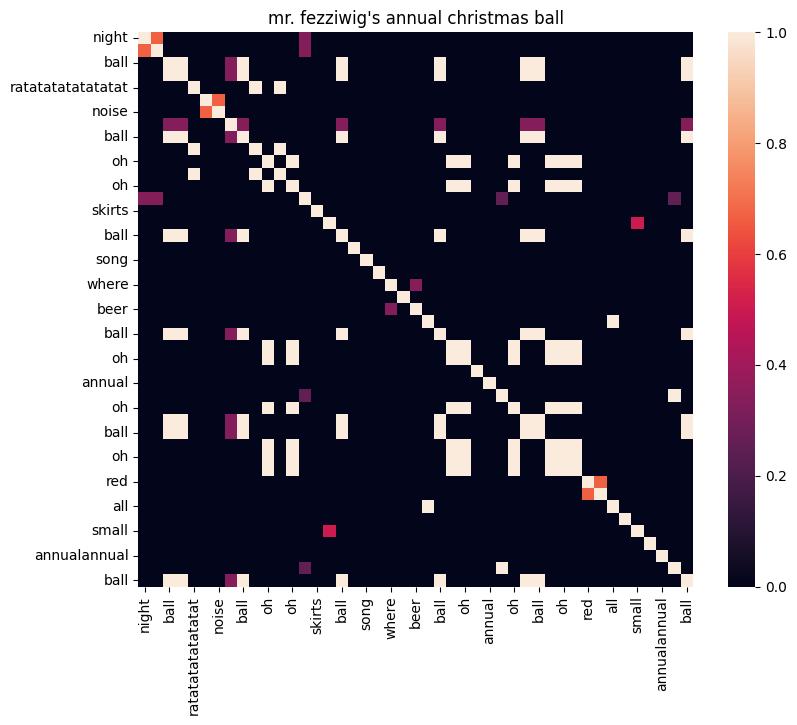 mr. fezziwig's annual christmas ball
night
ball
ratatatatatatatat
noise
ball
oh
oh
skirts
ball
song
where
beer
ball
oh
annual
oh
ball
oh
red
all
small
annualannual
ball
night
ball
ratatatatatatatat
noise
ball
oh
oh
skirts
ball
song
where
beer
ball
oh
annual
oh
ball
oh
red
all
small
annualannual
ball
1.0
0.8
0.6
0.4
0.2
0.0